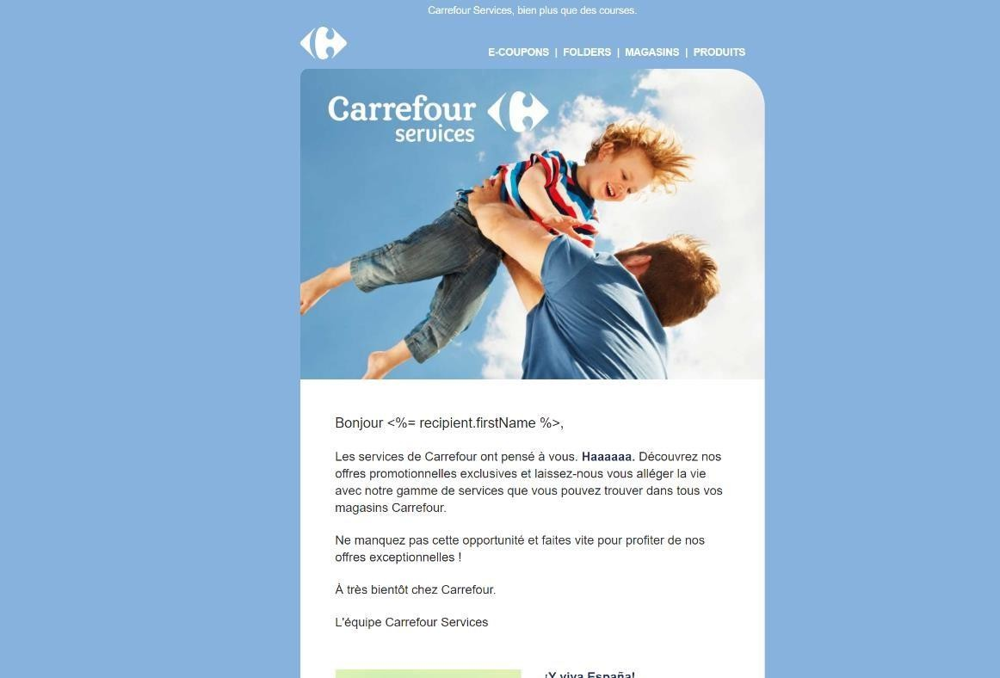 Carrefour Services, bien plus que des courses.
E-COUPONS | FOLDERS | MAGASINS | PRODUITS
Carrefour
services
Bonjour <%= recipient.firstName %>,
Les services de Carrefour ont pensé à vous. Haaaaaa. Découvrez nos
offres promotionnelles exclusives et laissez-nous vous alléger la vie
avec notre gamme de services que vous pouvez trouver dans tous vos
magasins Carrefour.
Ne manquez pas cette opportunité et faites vite pour profiter de nos
offres exceptionnelles !
À très bientôt chez Carrefour.
L'équipe Carrefour Services
¡Y viva España!